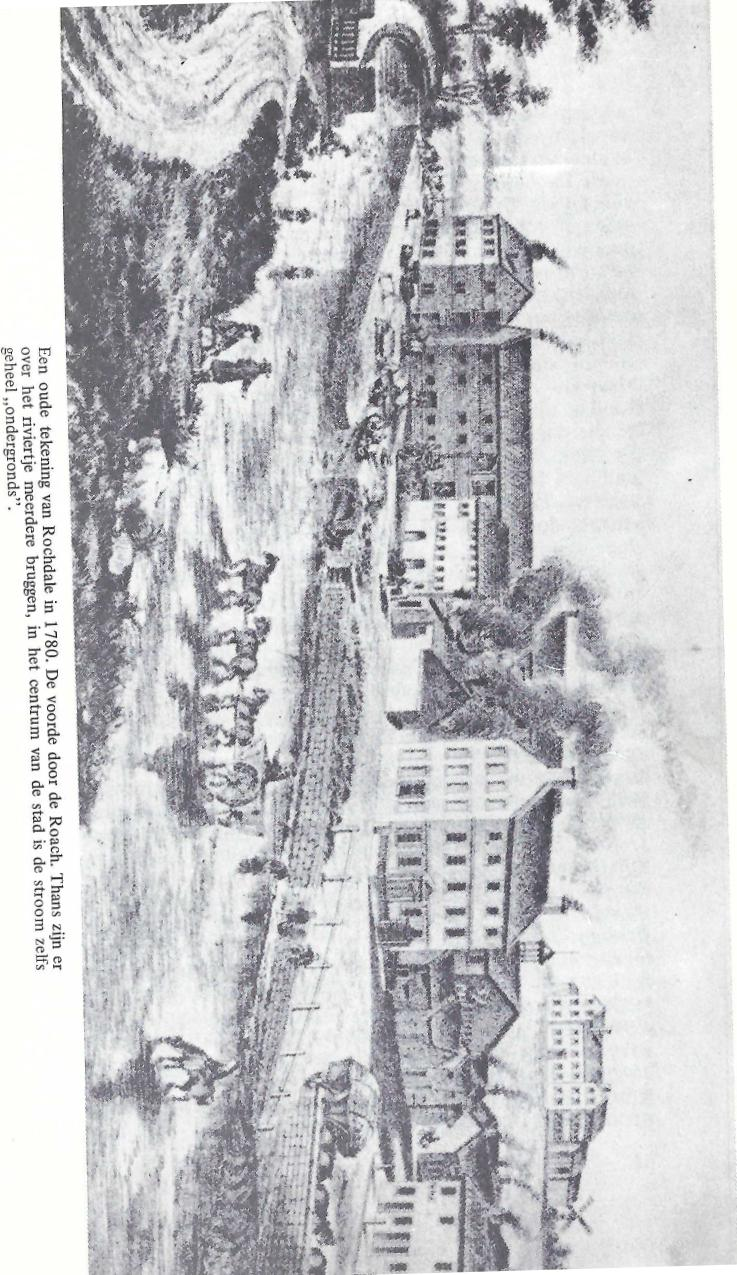 Een oude tekening van Rochdale in 1780. De voorde door de Roach. Thans zijn er
over het riviertje meerdere bruggen, in het centrum van de stad is de stroom zelfs
geheel „ondergronds”.